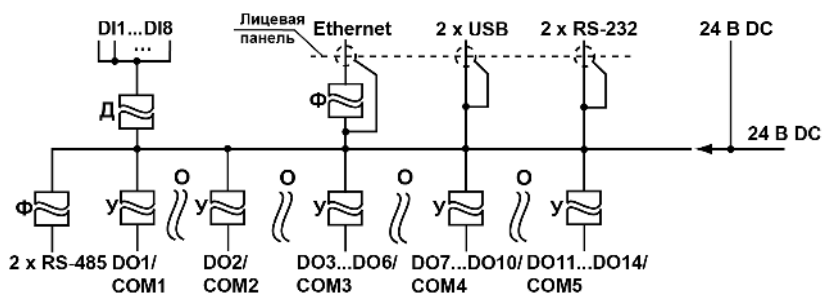 Лицевая
панель
DI1...DI8
...
Ethernet
2 x USB
2 x RS-232
24 В DC
Д
Ф
24 В DC
Ф
У
О
У
О
У
О
У
О
У
2 x RS-485
DO1/
COM1
DO2/
COM2
DO3...DO6/
COM3
DO7...DO10/
COM4
DO11...DO14/
COM5